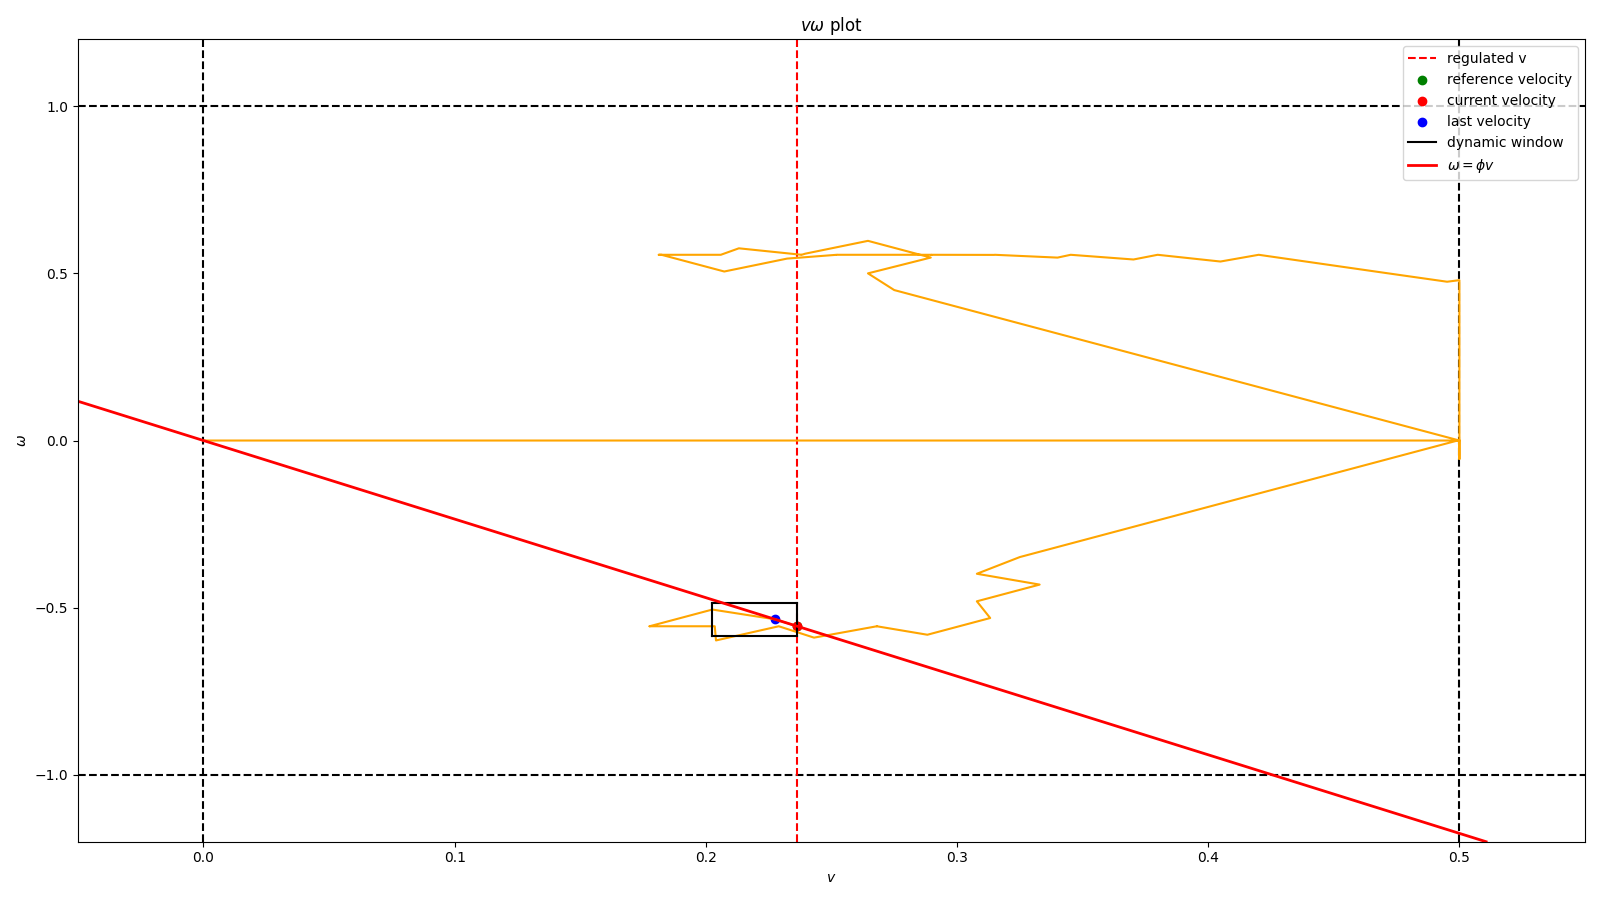 vω plot
regulated v
reference velocity
current velocity
last velocity
dynamic window
ω = ϕv
1.0
0.5
0.0
−0.5
−1.0
ω
0.0 0.1 0.2 0.3 0.4 0.5
v